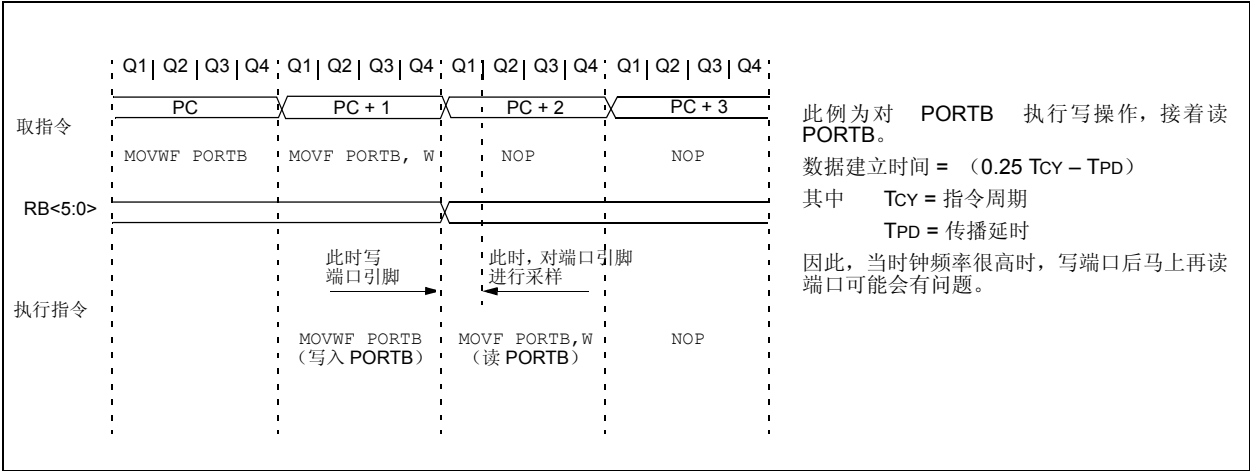 Q1 Q2 Q3 Q4 Q1 Q2 Q3 Q4 Q1 Q2 Q3 Q4 Q1 Q2 Q3 Q4
取指令
PC PC + 1 PC + 2 PC + 3
MOVWF PORTB MOVF PORTB, W NOP NOP
RB<5:0>
此时写
端口引脚
此时，对端口引脚
进行采样
执行指令
MOVWF PORTB
（写入 PORTB）
MOVF PORTB,W
（读 PORTB）
NOP
此例为对 PORTB 执行写操作，接着读
PORTB。
数据建立时间 = （0.25 TCY – TPD）
其中 TCY = 指令周期
TPD = 传播延时
因此，当时钟频率很高时，写端口后马上再读
端口可能会有问题。